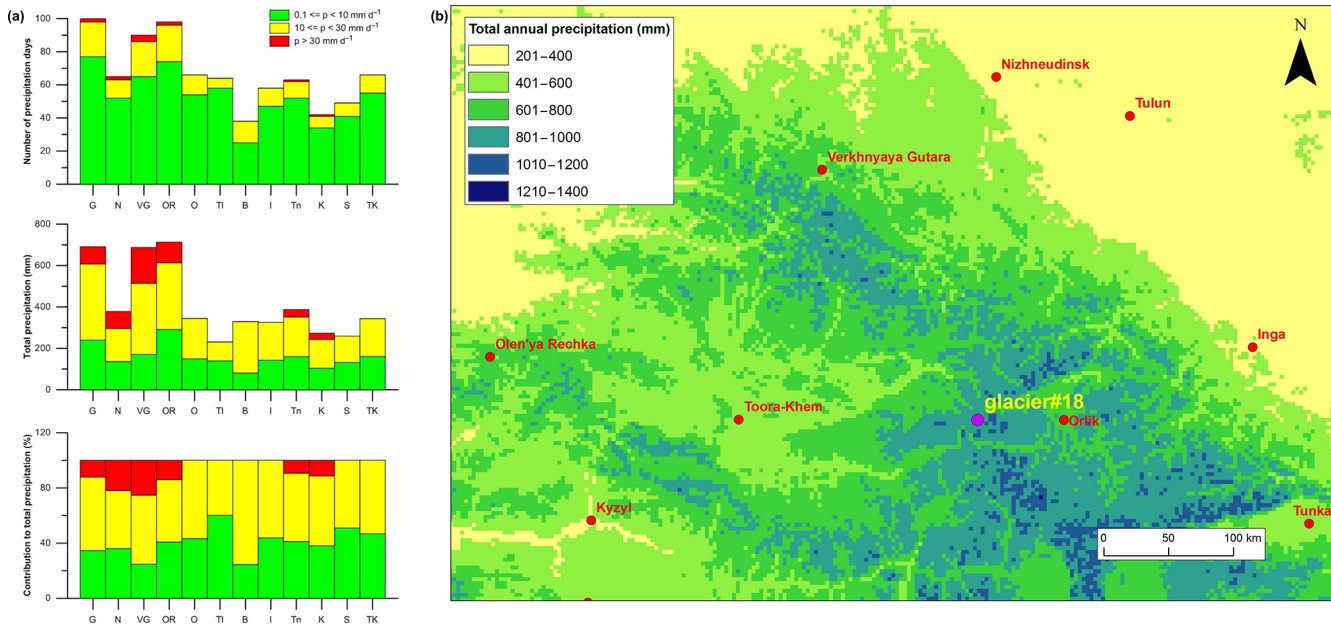 (a)
0.1 <= p < 10 mm d⁻¹
10 <= p < 30 mm d⁻¹
p > 30 mm d⁻¹
Number of precipitation days
100
80
60
40
20
0
G N VG OR O TI B I Tn K S TK
Total precipitation (mm)
800
600
400
200
0
G N VG OR O TI B I Tn K S TK
Contribution to total precipitation (%)
120
80
40
0
G N VG OR O TI B I Tn K S TK
(b)
Total annual precipitation (mm)
201–400
401–600
601–800
801–1000
1010–1200
1210–1400
N
Nizhneudinsk
Tulun
Verkhnyaya Gutara
Inga
Olen'ya Rechka
glacier#18
Toora-Khem
Orlik
Kyzyl
Tunka
0 50 100 km